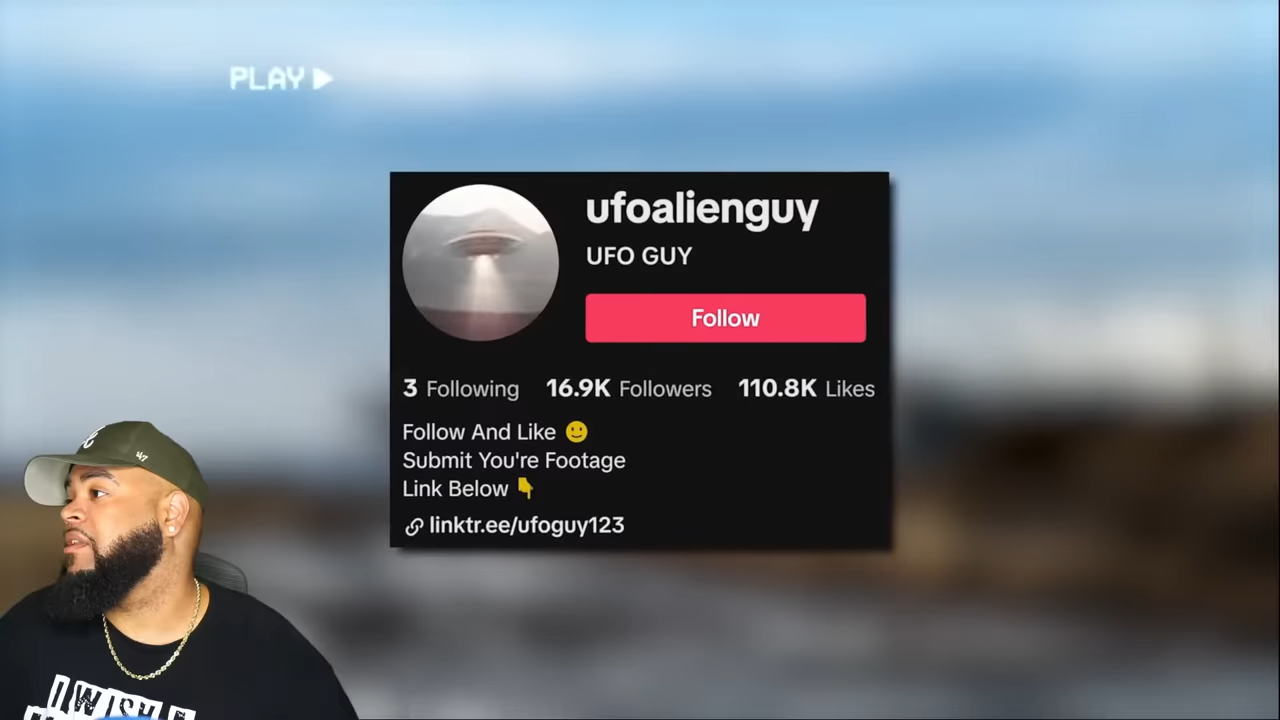 PLAY
ufoalienguy
UFO GUY
Follow
3 Following 16.9K Followers 110.8K Likes
Follow And Like 🙂
Submit You're Footage
Link Below 👇
linktr.ee/ufoguy123
'47
I WISH A